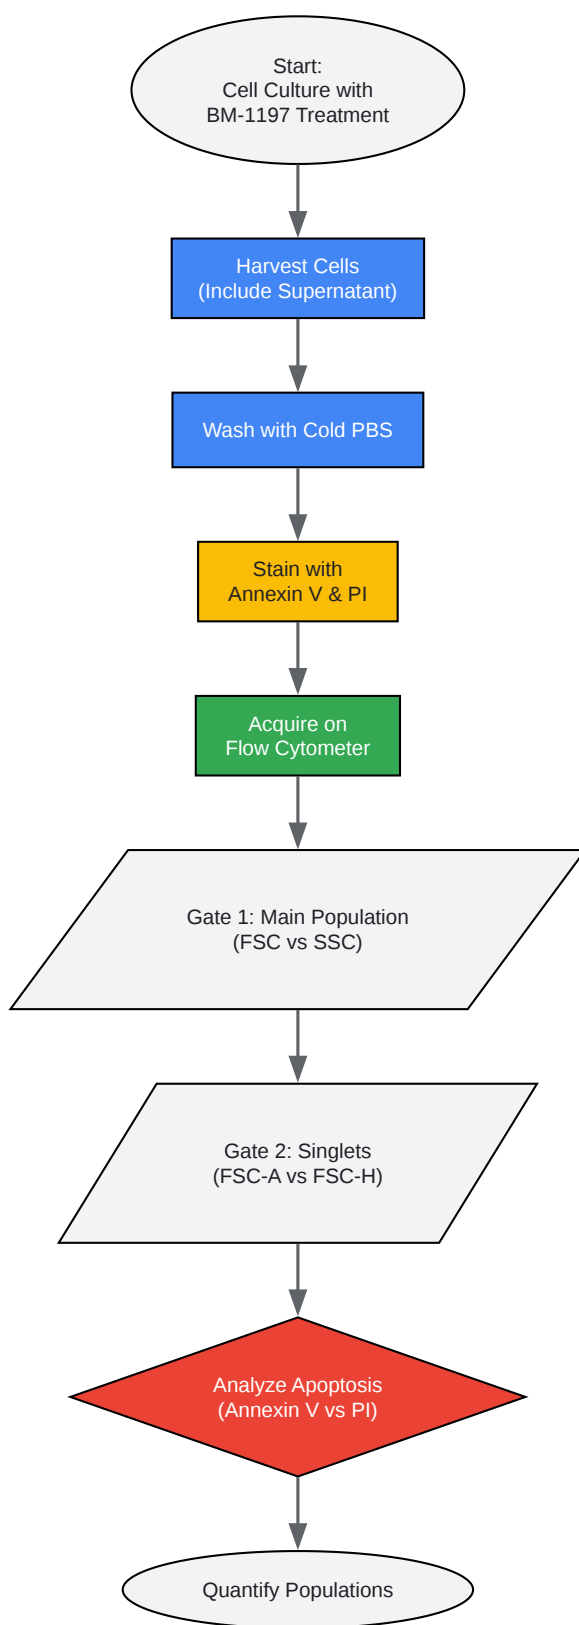 Start:
Cell Culture with
BM-1197 Treatment
Harvest Cells
(Include Supernatant)
Wash with Cold PBS
Stain with
Annexin V & PI
Acquire on
Flow Cytometer
Gate 1: Main Population
(FSC vs SSC)
Gate 2: Singlets
(FSC-A vs FSC-H)
Analyze Apoptosis
(Annexin V vs PI)
Quantify Populations